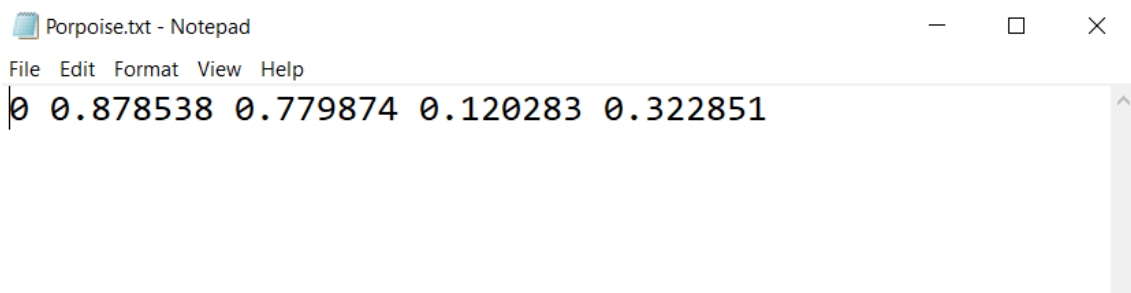 Porpoise.txt - Notepad
File Edit Format View Help
0 0.878538 0.779874 0.120283 0.322851